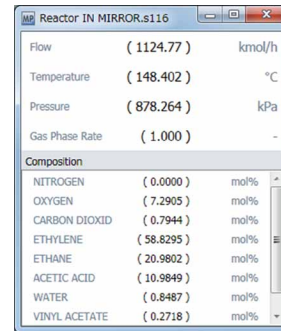 MP Reactor IN MIRROR.s116
Flow ( 1124.77 ) kmol/h
Temperature ( 148.402 ) °C
Pressure ( 878.264 ) kPa
Gas Phase Rate ( 1.000 ) -
Composition
NITROGEN ( 0.0000 ) mol%
OXYGEN ( 7.2905 ) mol%
CARBON DIOXID ( 0.7944 ) mol%
ETHYLENE ( 58.8295 ) mol%
ETHANE ( 20.9802 ) mol%
ACETIC ACID ( 10.9849 ) mol%
WATER ( 0.8487 ) mol%
VINYL ACETATE ( 0.2718 ) mol%